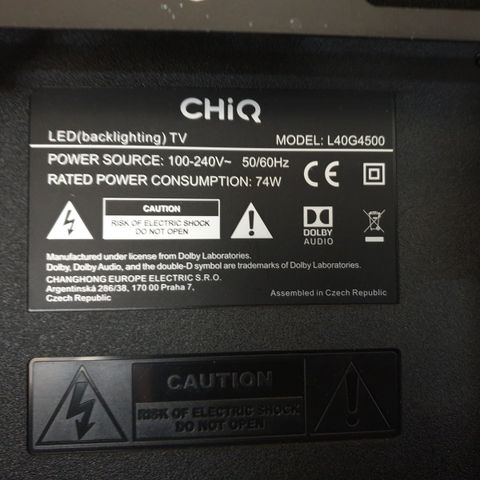 CHiQ
LED(backlighting) TV MODEL: L40G4500
POWER SOURCE: 100-240V~ 50/60Hz
RATED POWER CONSUMPTION: 74W
CE
CAUTION
RISK OF ELECTRIC SHOCK
DO NOT OPEN
DOLBY
AUDIO
Manufactured under license from Dolby Laboratories.
Dolby, Dolby Audio, and the double-D symbol are trademarks of Dolby Laboratories.
CHANGHONG EUROPE ELECTRIC S.R.O.
Argentinská 286/38, 170 00 Praha 7,
Czech Republic
Assembled in Czech Republic
CAUTION
RISK OF ELECTRIC SHOCK
DO NOT OPEN